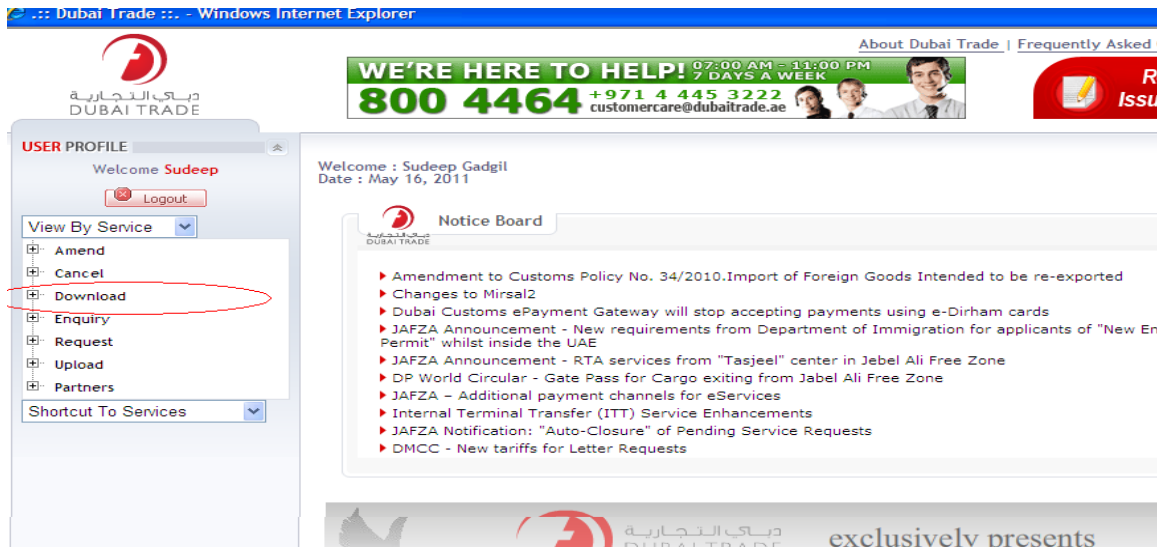 .:: Dubai Trade ::. - Windows Internet Explorer
About Dubai Trade | Frequently Asked
WE'RE HERE TO HELP! 07:00 AM - 11:00 PM
7 DAYS A WEEK
800 4464 +971 4 445 3222
customercare@dubaitrade.ae
دبي التجارية
DUBAI TRADE
USER PROFILE
Welcome Sudeep
Logout
View By Service
Amend
Cancel
Download
Enquiry
Request
Upload
Partners
Shortcut To Services
Welcome : Sudeep Gadgil
Date : May 16, 2011
Notice Board
DUBAI TRADE
Amendment to Customs Policy No. 34/2010.Import of Foreign Goods Intended to be re-exported
Changes to Mirsal2
Dubai Customs ePayment Gateway will stop accepting payments using e-Dirham cards
JAFZA Announcement - New requirements from Department of Immigration for applicants of "New En
Permit" whilst inside the UAE
JAFZA Announcement - RTA services from "Tasjeel" center in Jebel Ali Free Zone
DP World Circular - Gate Pass for Cargo exiting from Jabel Ali Free Zone
JAFZA – Additional payment channels for eServices
Internal Terminal Transfer (ITT) Service Enhancements
JAFZA Notification: "Auto-Closure" of Pending Service Requests
DMCC - New tariffs for Letter Requests
دبي التجارية
DUBAI TRADE
exclusively presents